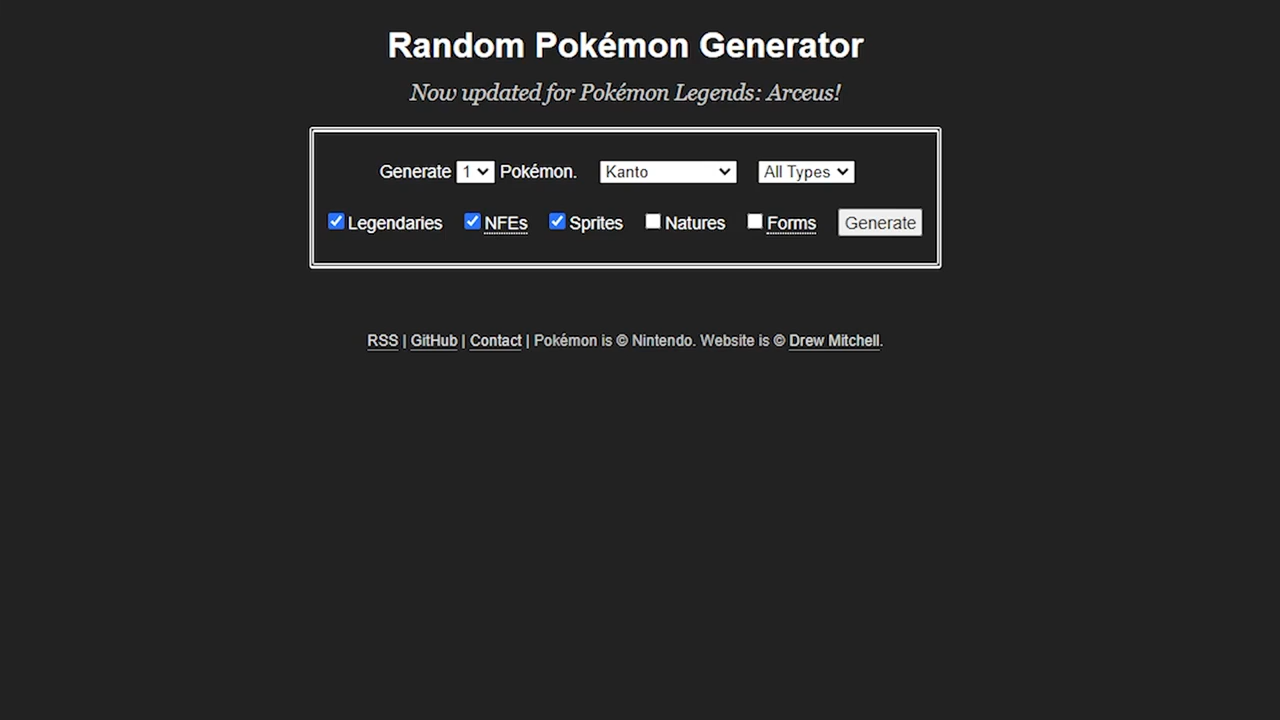 Random Pokémon Generator
Now updated for Pokémon Legends: Arceus!
Generate 1 Pokémon. Kanto All Types
Legendaries NFEs Sprites Natures Forms Generate
RSS | GitHub | Contact | Pokémon is © Nintendo. Website is © Drew Mitchell.